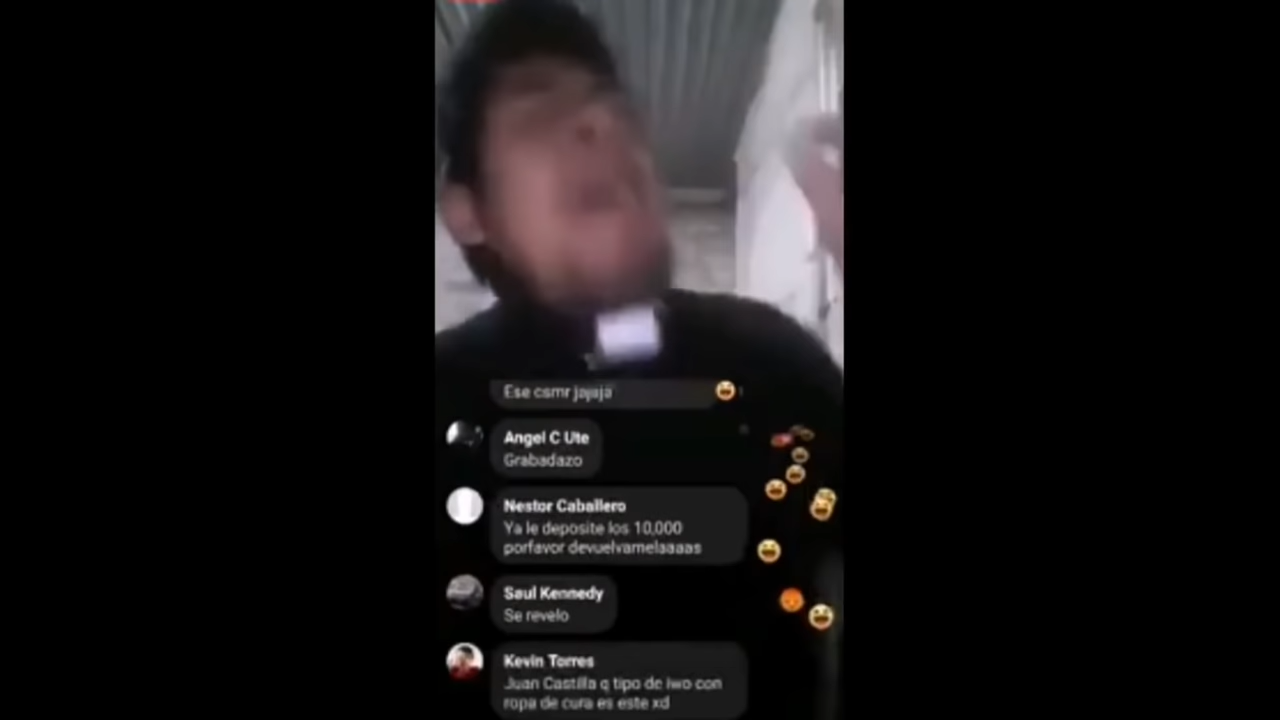 Ese csmr jajaja
Angel C Ute
Grabadazo
Nestor Caballero
Ya le deposite los 10,000
porfavor devuelvamelaaaas
Saul Kennedy
Se revelo
Kevin Torres
Juan Castilla q tipo de iwo con
ropa de cura es este xd